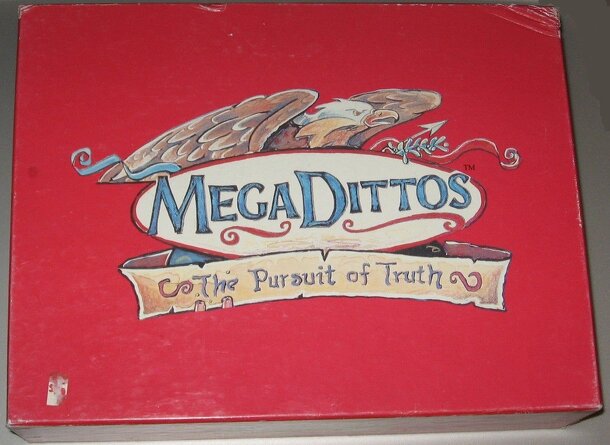 MEGADITTOS™
The Pursuit of Truth